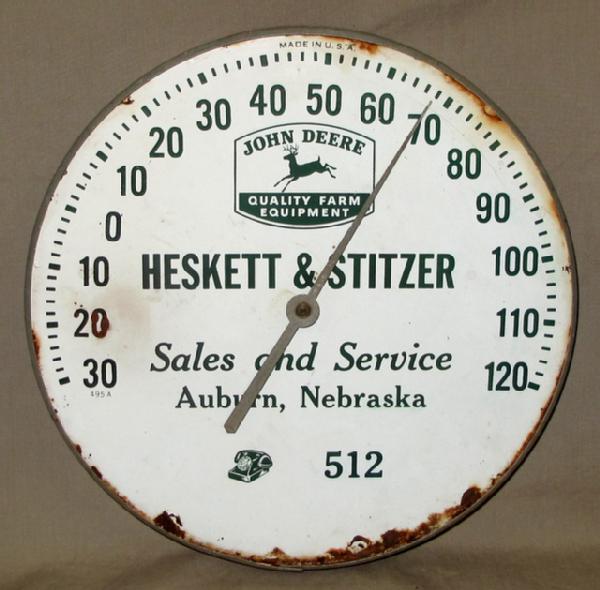 MADE IN U.S.A.
30 20 10 0 10 20 30 40 50 60 70 80 90 100 110 120
JOHN DEERE
QUALITY FARM
EQUIPMENT
HESKETT & STITZER
Sales and Service
Auburn, Nebraska
495A
512